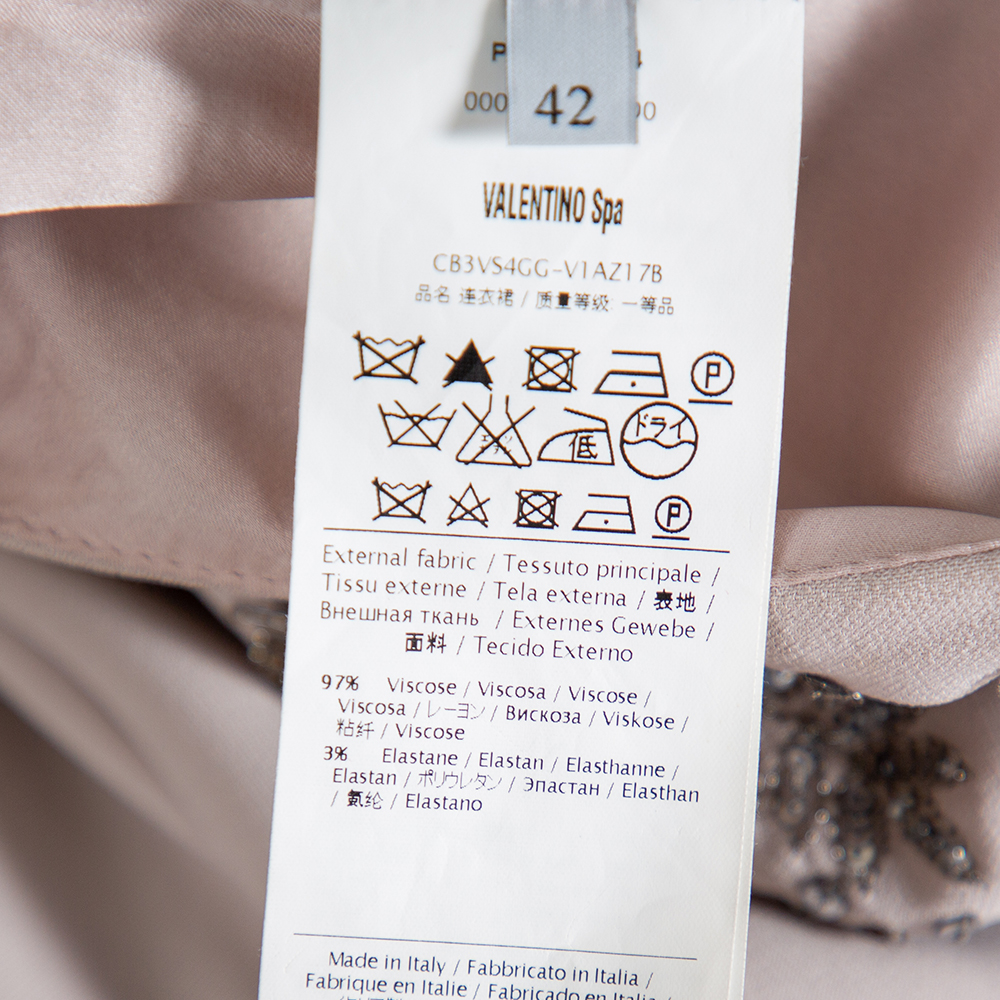 42
000
VALENTINO Spa
CB3VS4GG-V1AZ17B
品名 连衣裙 / 质量等级: 一等品
P
ドライ
低
P
External fabric / Tessuto principale /
Tissu externe / Tela externa / 表地 /
Внешная ткань / Externes Gewebe /
面料 / Tecido Externo
97% Viscose / Viscosa / Viscose /
Viscosa / レーヨン / Вискоза / Viskose /
粘纤 / Viscose
3% Elastane / Elastan / Elasthanne /
Elastan / ポリウレタン / Эпастан / Elasthan
/ 氨纶 / Elastano
Made in Italy / Fabbricato in Italia /
Fabrique en Italie / Fabricado en Italia /